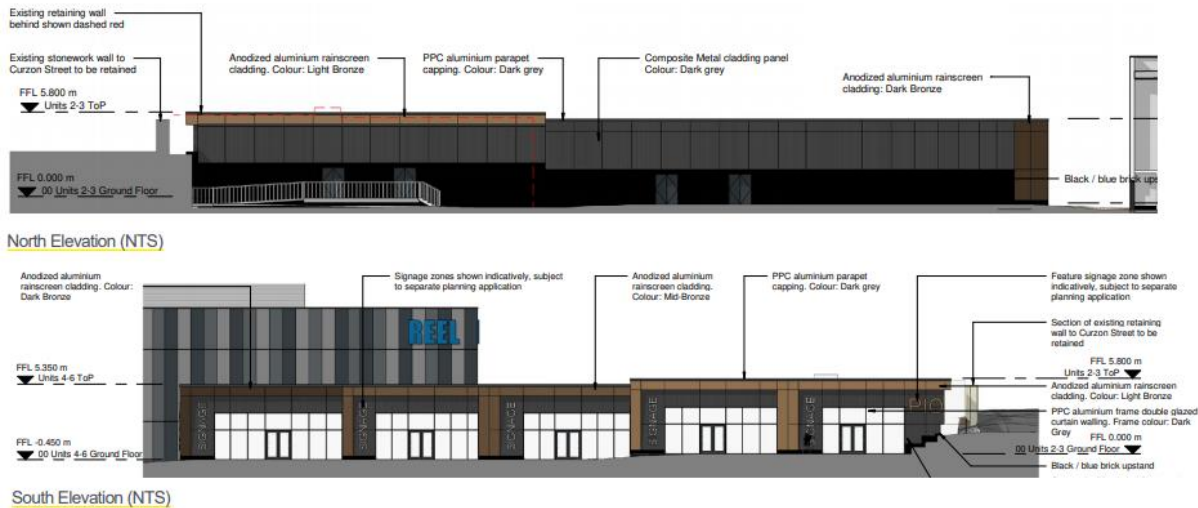 Existing retaining wall
behind shown dashed red
Existing stonework wall to
Curzon Street to be retained
Anodized aluminium rainscreen
cladding. Colour: Light Bronze
PPC aluminium parapet
capping. Colour: Dark grey
Composite Metal cladding panel
Colour: Dark grey
Anodized aluminium rainscreen
cladding: Dark Bronze
FFL 5.800 m
Units 2-3 ToP
FFL 0.000 m
00 Units 2-3 Ground Floor
Black / blue brick ups
North Elevation (NTS)
Anodized aluminium
rainscreen cladding. Colour:
Dark Bronze
Signage zones shown indicatively, subject
to separate planning application
Anodized aluminium
rainscreen cladding. Colour:
Mid-Bronze
PPC aluminium parapet
capping. Colour: Dark grey
Feature signage zone shown
indicatively, subject to separate
planning application
Section of existing retaining
wall to Curzon Street to be
retained
REEL
FFL 5.350 m
Units 4-6 ToP
FFL 5.800 m
Units 2-3 ToP
Anodized aluminium rainscreen
cladding. Colour: Light Bronze
SIGNAGE
SIGNAGE
SIGNAGE
SIGNAGE
SIGNAGE
PIO
PPC aluminium frame double glazed
curtain walling. Frame colour: Dark
Grey
FFL -0.450 m
00 Units 4-6 Ground Floor
FFL 0.000 m
00 Units 2-3 Ground Floor
Black / blue brick upstand
South Elevation (NTS)